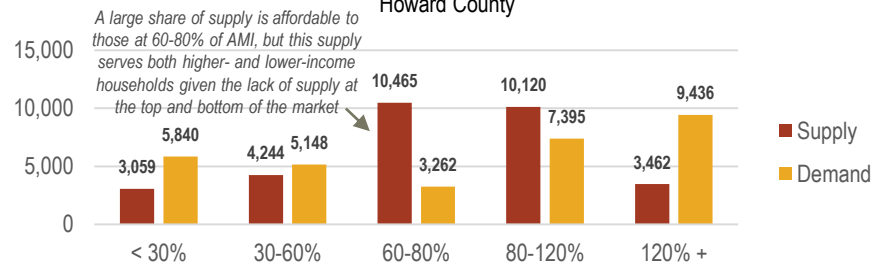 Howard County
A large share of supply is affordable to
those at 60-80% of AMI, but this supply
serves both higher- and lower-income
households given the lack of supply at
the top and bottom of the market
15,000
10,000
5,000
0
3,059
5,840
4,244
5,148
10,465
3,262
10,120
7,395
3,462
9,436
< 30%
30-60%
60-80%
80-120%
120% +
Supply
Demand